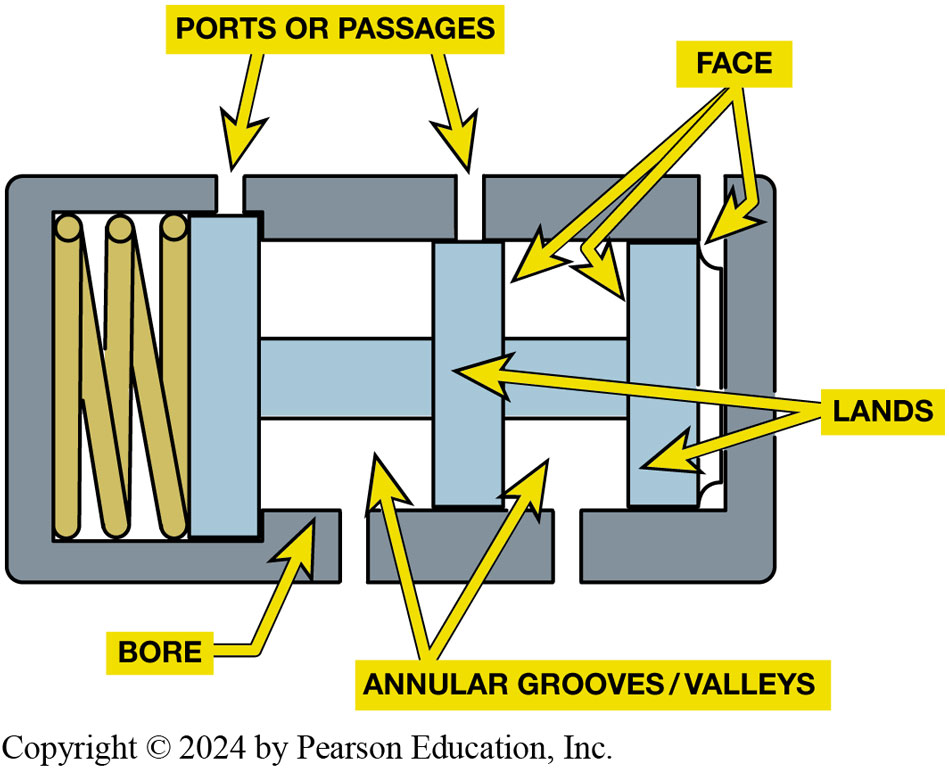 PORTS OR PASSAGES
FACE
LANDS
BORE
ANNULAR GROOVES/VALLEYS
Copyright © 2024 by Pearson Education, Inc.